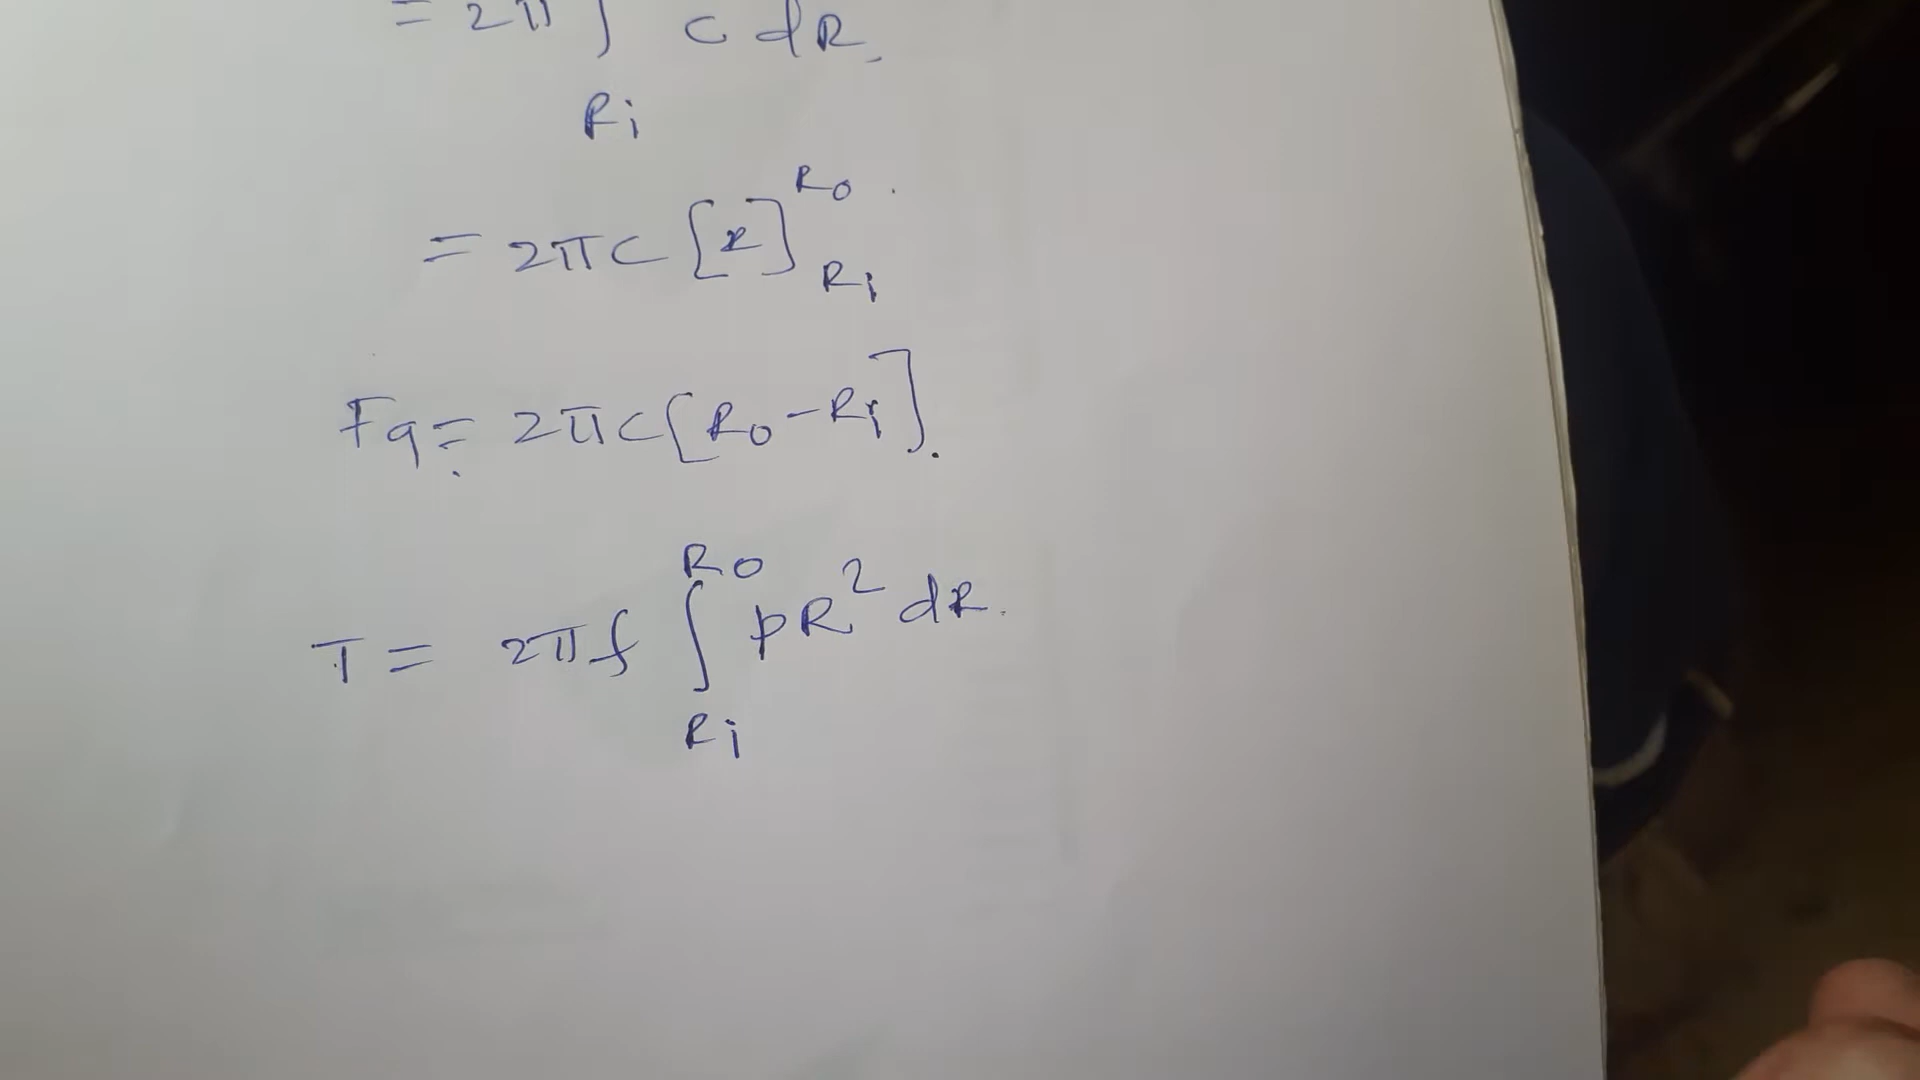 = 2π ∫ C dR.
Ri
= 2πC [R] Ro Ri
Fa = 2πC [Ro - Ri].
T = 2πf ∫ Ro Ri pR² dR.